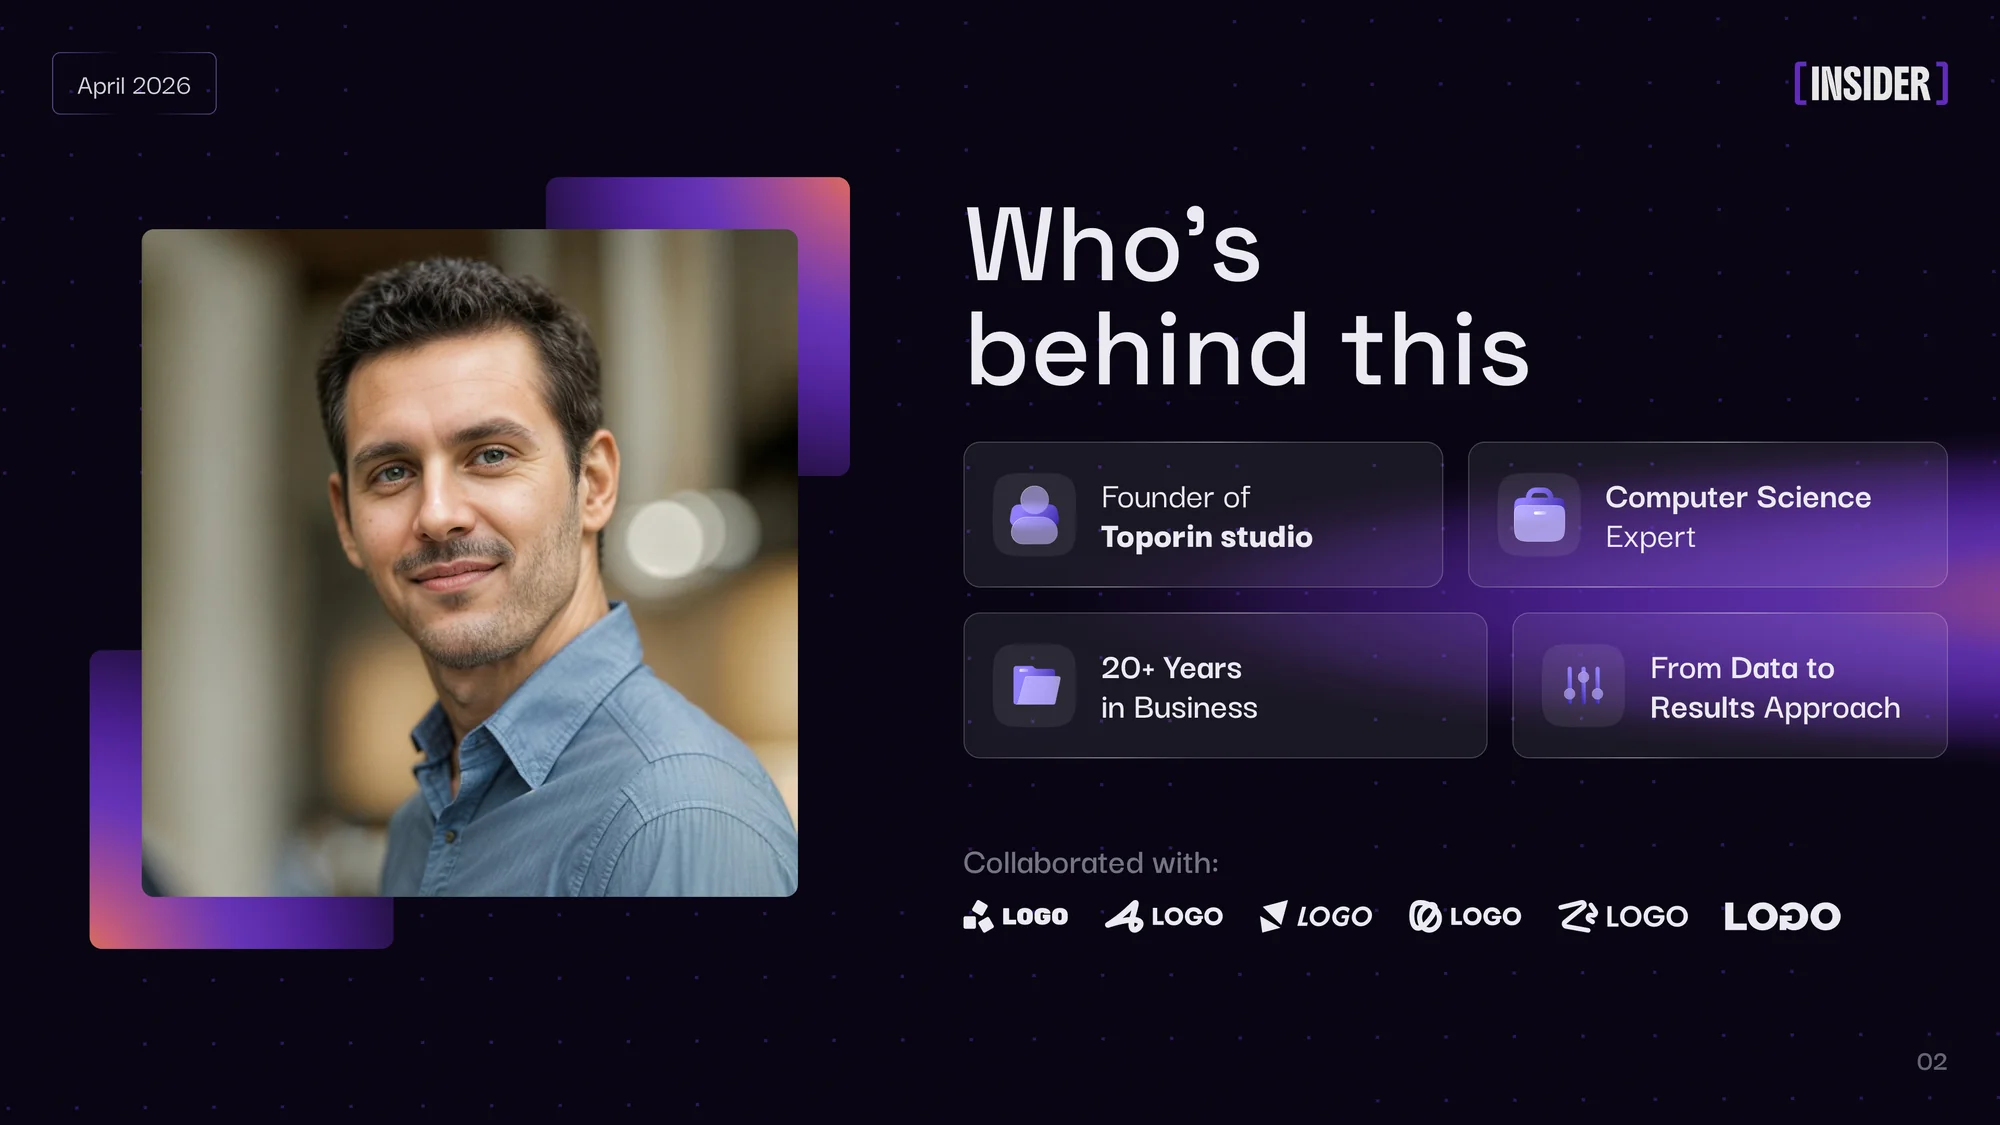 April 2026
[INSIDER]
Who’s
behind this
Founder of
Toporin studio
Computer Science
Expert
20+ Years
in Business
From Data to
Results Approach
Collaborated with:
LOGO
LOGO
LOGO
LOGO
LOGO
LOGO
02